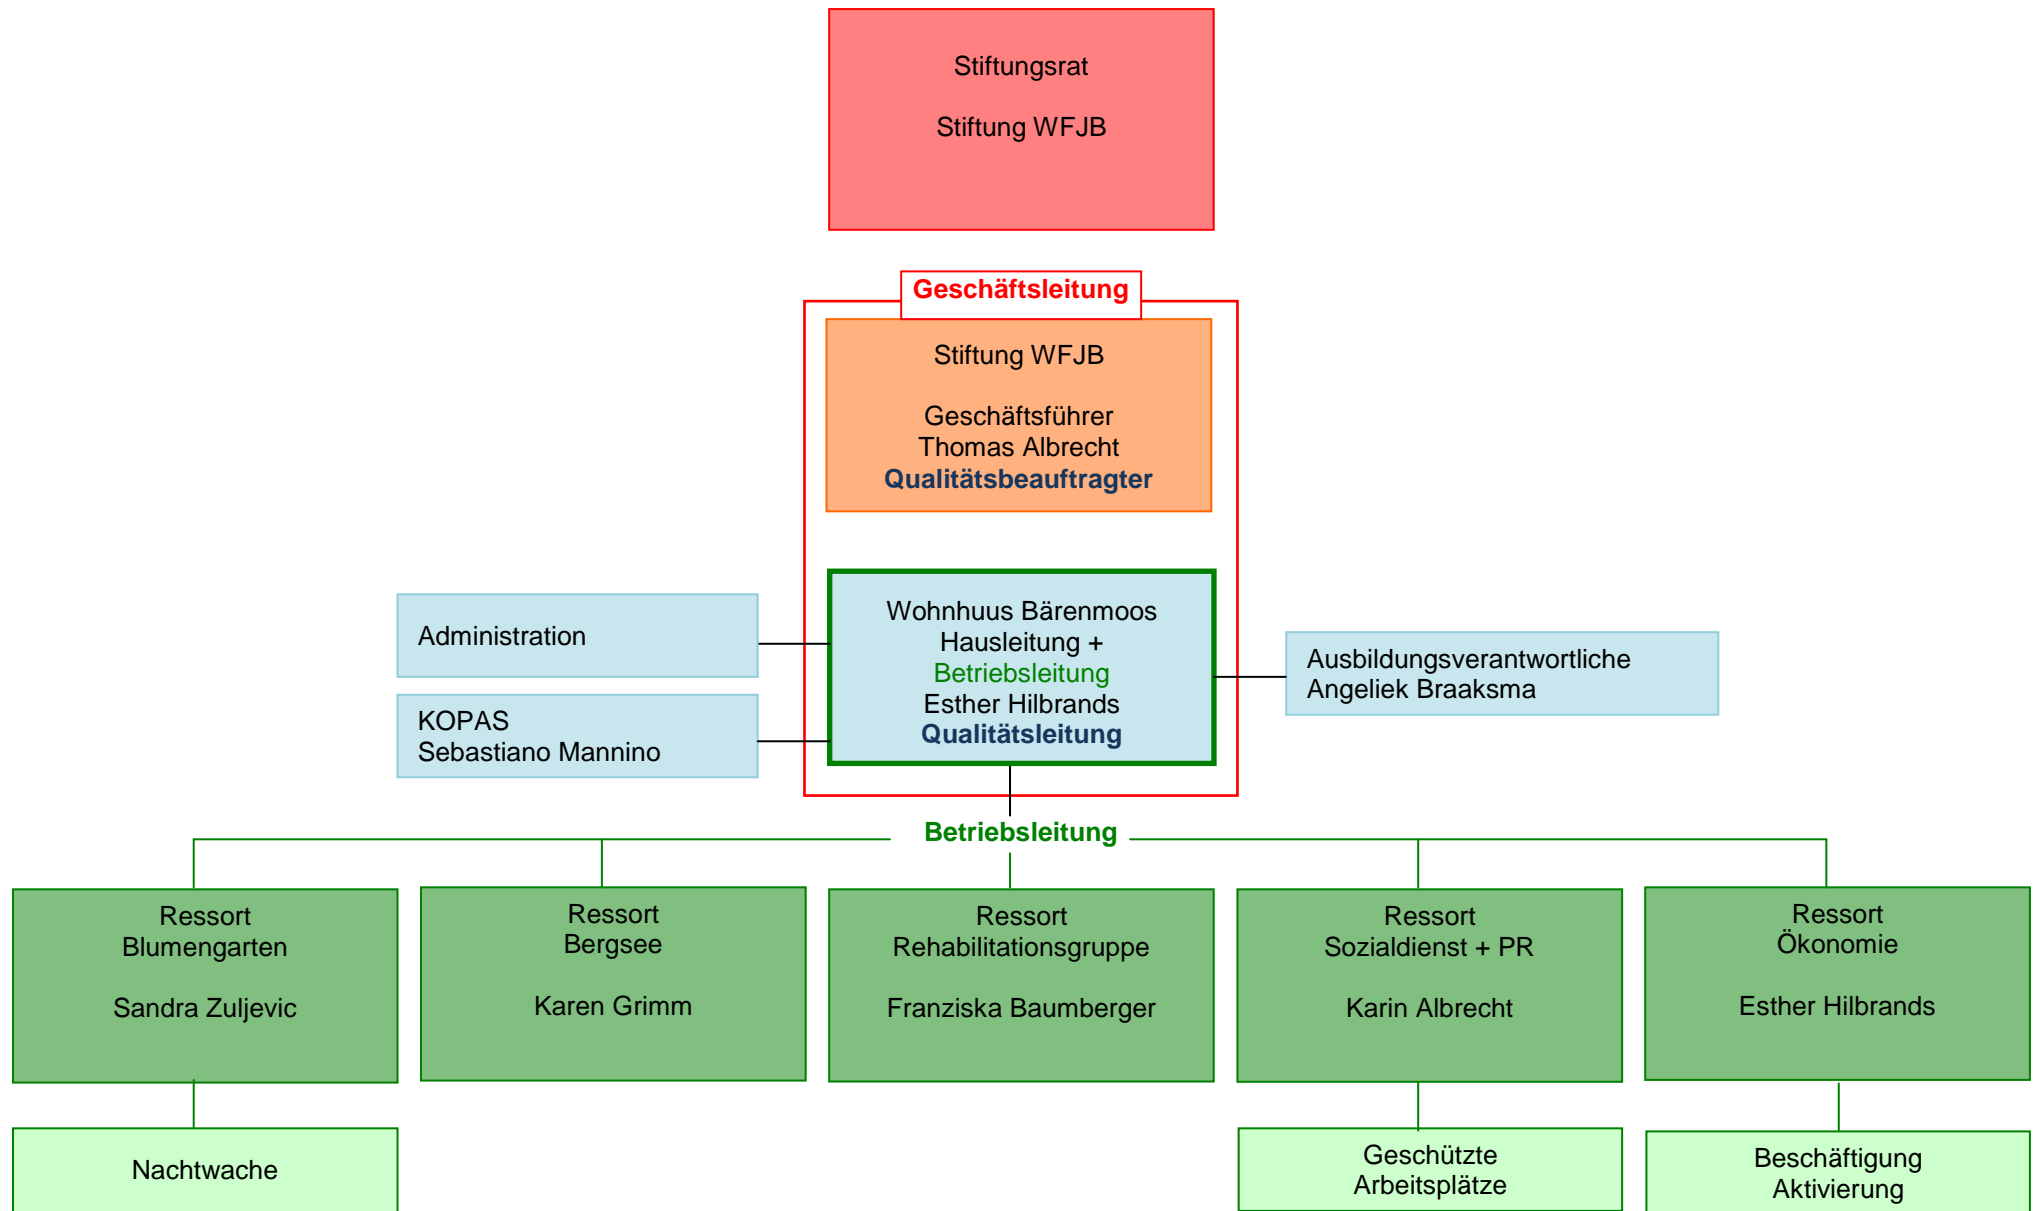 Stiftungsrat
Stiftung WFJB
Geschäftsleitung
Stiftung WFJB
Geschäftsführer
Thomas Albrecht
Qualitätsbeauftragter
Administration
KOPAS
Sebastiano Mannino
Wohnhuus Bärenmoos
Hausleitung +
Betriebsleitung
Esther Hilbrands
Qualitätsleitung
Ausbildungsverantwortliche
Angeliek Braaksma
Betriebsleitung
Ressort
Blumengarten
Sandra Zuljevic
Ressort
Bergsee
Karen Grimm
Ressort
Rehabilitationsgruppe
Franziska Baumberger
Ressort
Sozialdienst + PR
Karin Albrecht
Ressort
Ökonomie
Esther Hilbrands
Nachtwache
Geschützte
Arbeitsplätze
Beschäftigung
Aktivierung